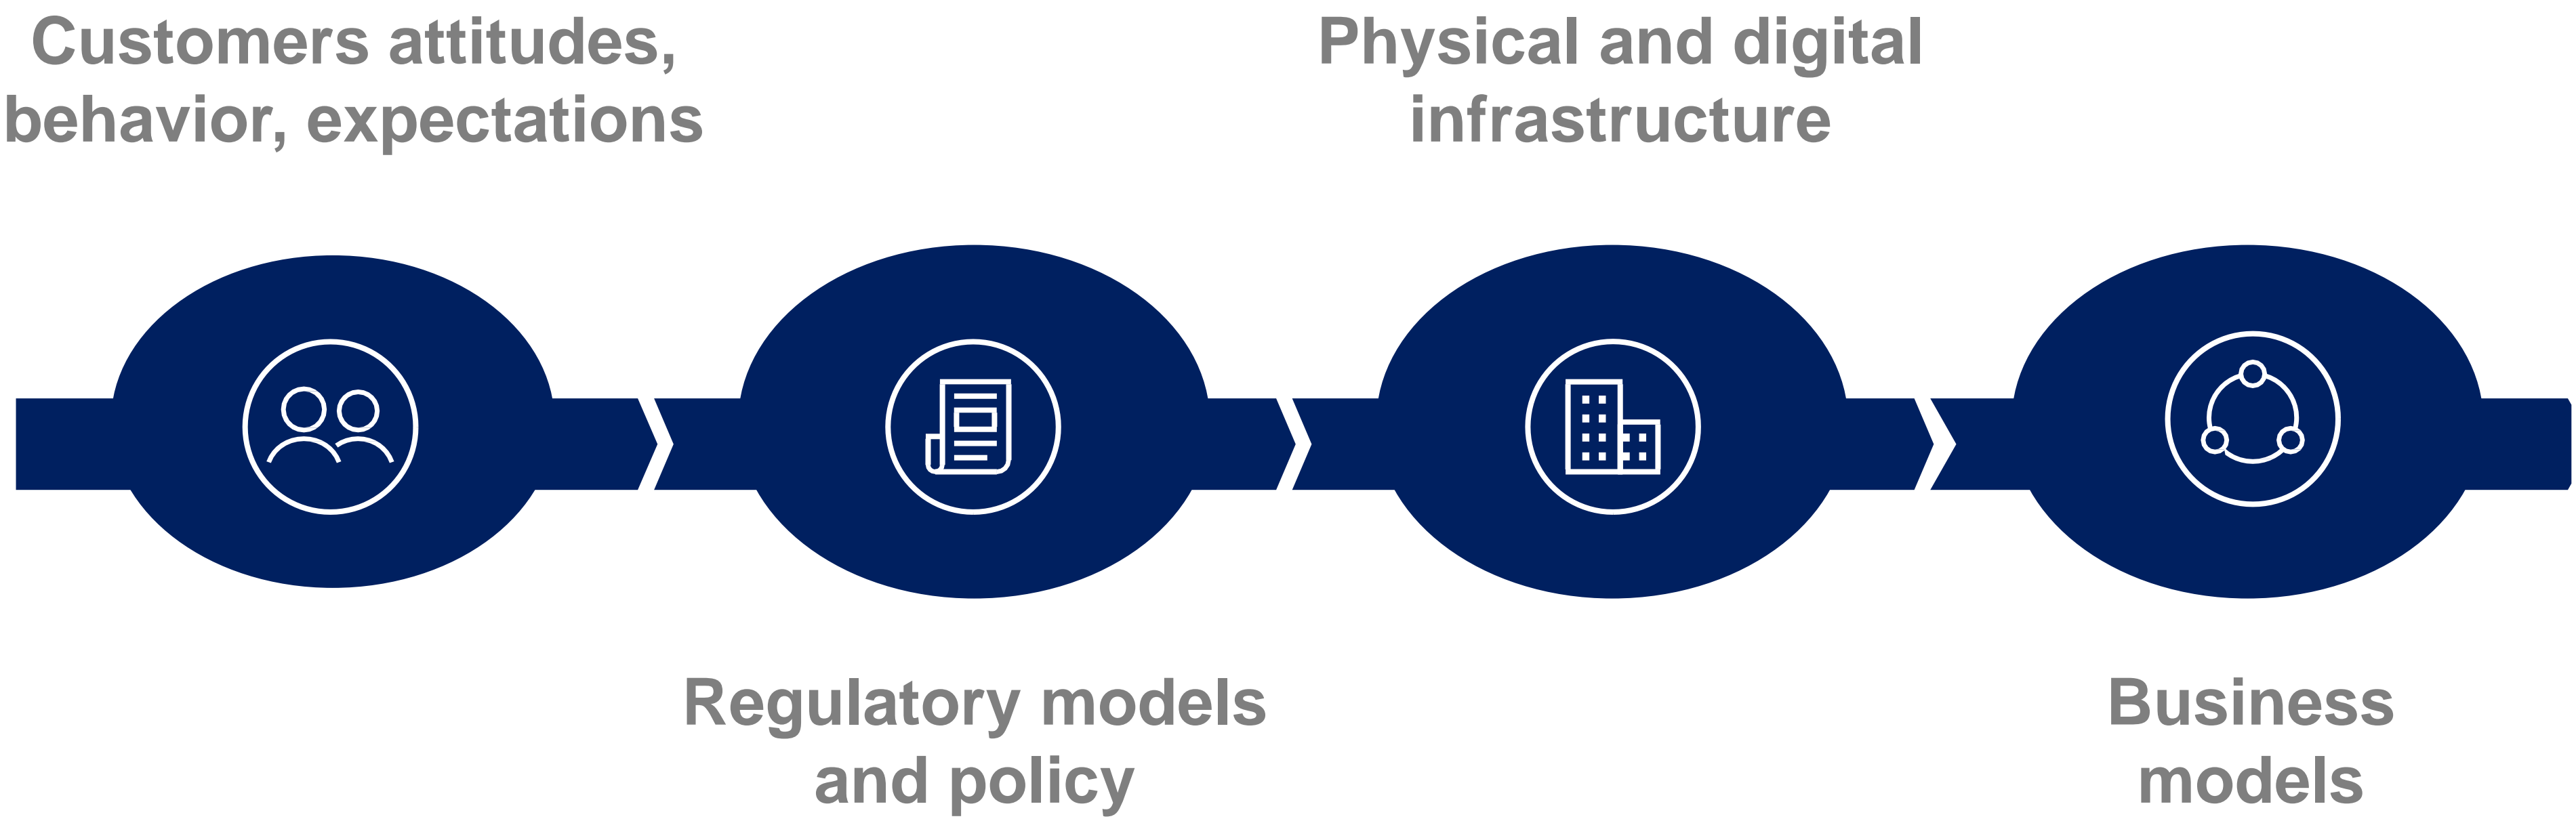 Customers attitudes,
behavior, expectations
Regulatory models
and policy
Physical and digital
infrastructure
Business
models